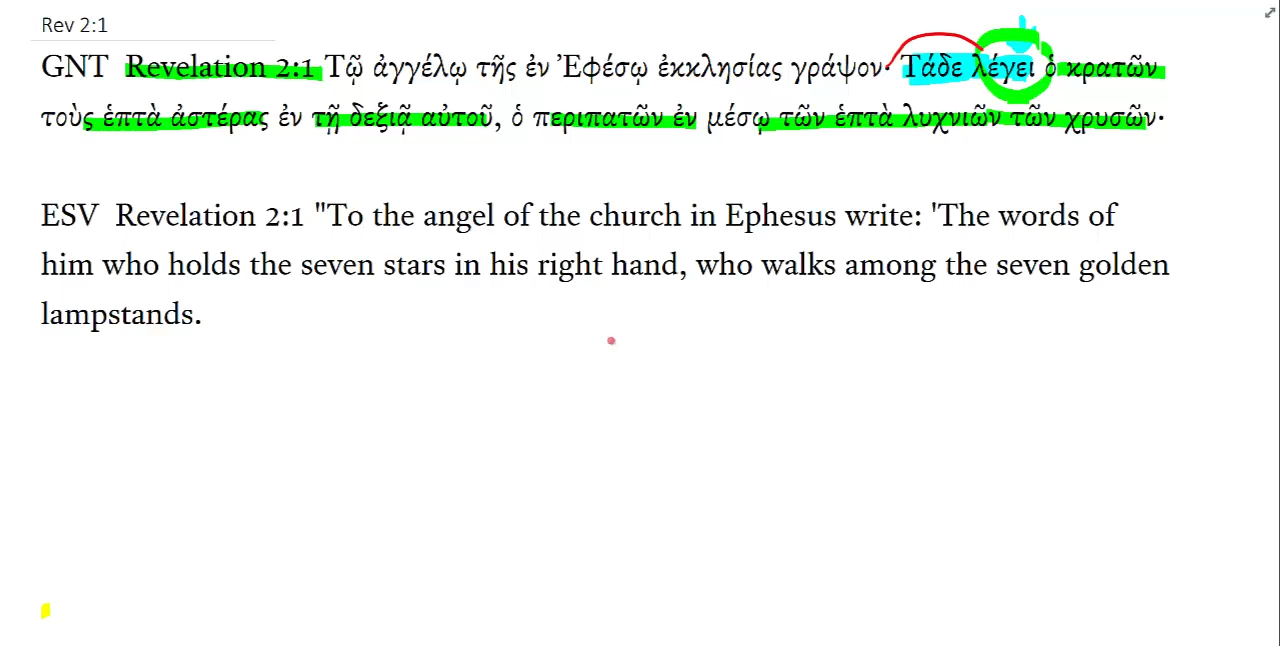 Rev 2:1
GNT Revelation 2:1 Τῷ ἀγγέλῳ τῆς ἐν Ἐφέσῳ ἐκκλησίας γράψον· Τάδε λέγει ὁ κρατῶν
τοὺς ἑπτὰ ἀστέρας ἐν τῇ δεξιᾷ αὐτοῦ, ὁ περιπατῶν ἐν μέσῳ τῶν ἑπτὰ λυχνιῶν τῶν χρυσῶν·
ESV Revelation 2:1 "To the angel of the church in Ephesus write: 'The words of
him who holds the seven stars in his right hand, who walks among the seven golden
lampstands.